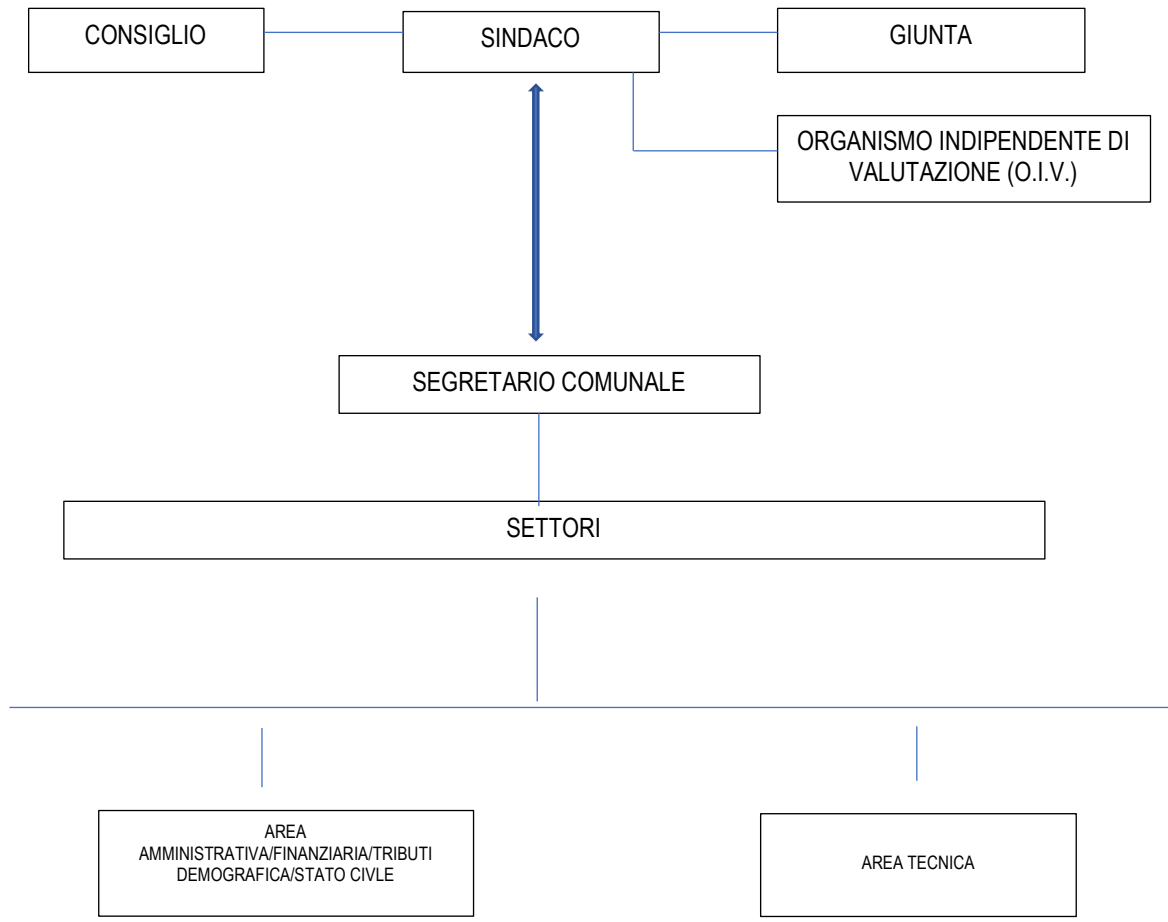 CONSIGLIO
SINDACO
GIUNTA
ORGANISMO INDIPENDENTE DI
VALUTAZIONE (O.I.V.)
SEGRETARIO COMUNALE
SETTORI
AREA
AMMINISTRATIVA/FINANZIARIA/TRIBUTI
DEMOGRAFICA/STATO CIVLE
AREA TECNICA